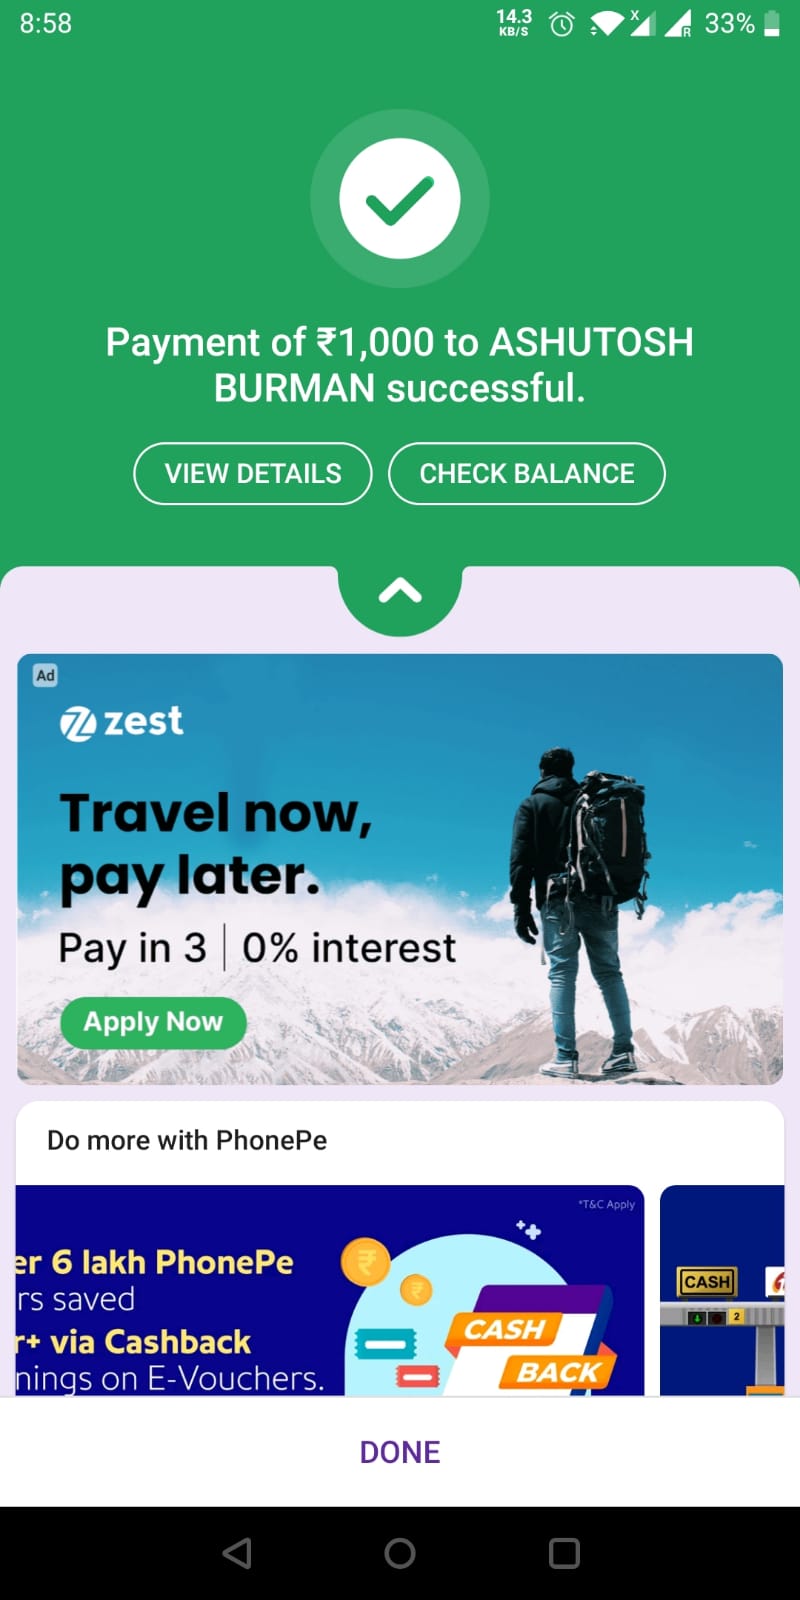 8:58
14.3
KB/S
X
R
33%
Payment of ₹1,000 to ASHUTOSH
BURMAN successful.
VIEW DETAILS
CHECK BALANCE
Ad
zest
Travel now,
pay later.
Pay in 3 | 0% interest
Apply Now
Do more with PhonePe
*T&C Apply
er 6 lakh PhonePe
rs saved
r+ via Cashback
nings on E-Vouchers.
CASH
BACK
CASH
2
DONE